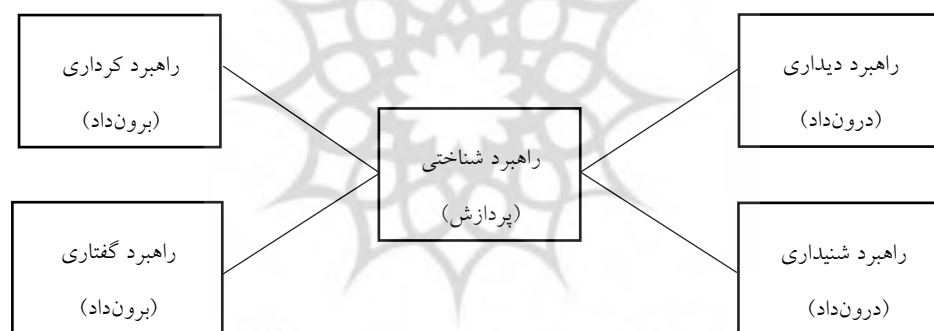 راهبرد دیداری
(درون‌داد)
راهبرد کرداری
(برون‌داد)
راهبرد شناختی
(پردازش)
راهبرد شنیداری
(درون‌داد)
راهبرد گفتاری
(برون‌داد)